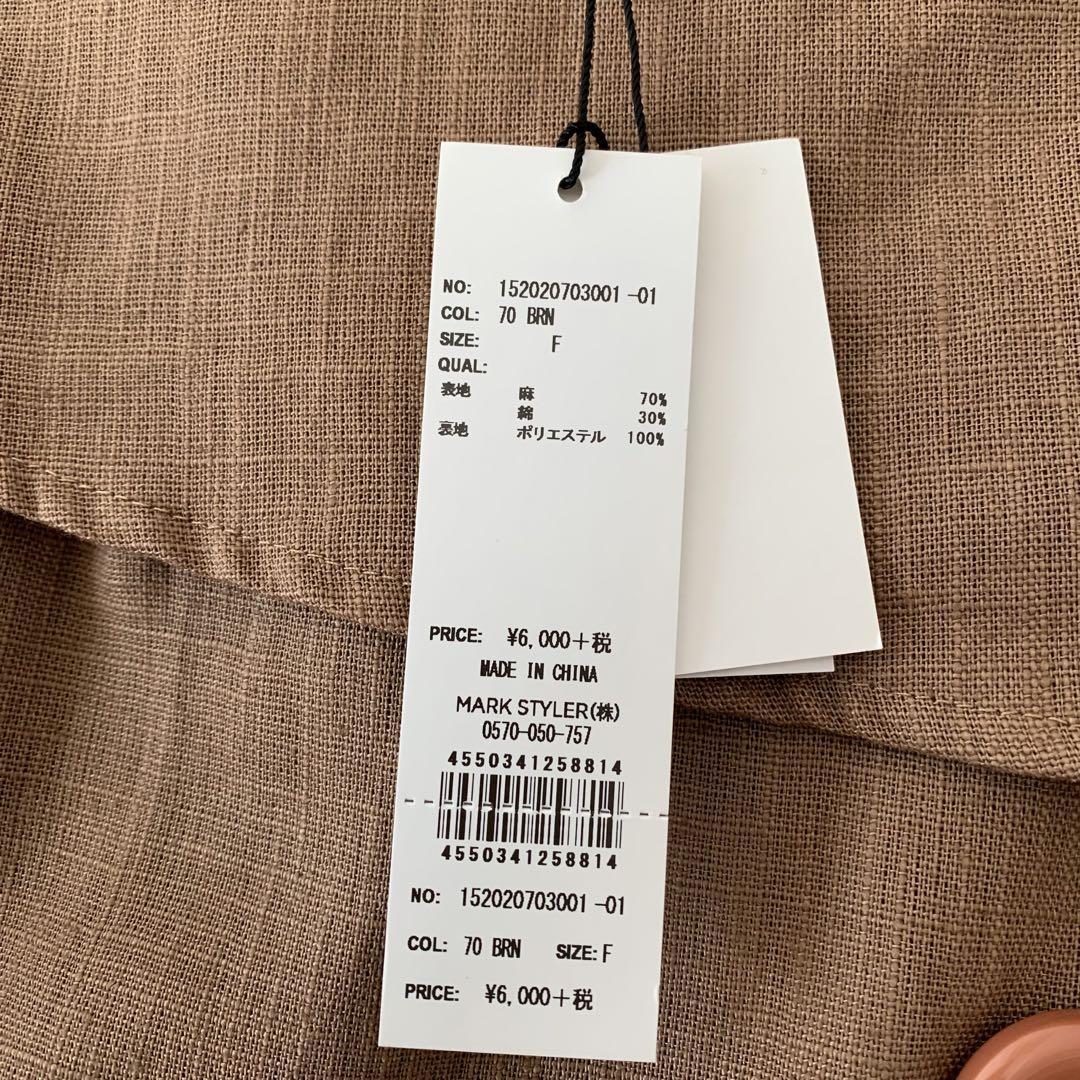 NO: 152020703001 -01
COL: 70 BRN
SIZE: F
QUAL:
表地 麻 70%
綿 30%
裏地 ポリエステル 100%
PRICE: ¥6,000+税
MADE IN CHINA
MARK STYLER(株)
0570-050-757
4550341258814
4550341258814
NO: 152020703001 -01
COL: 70 BRN SIZE: F
PRICE: ¥6,000+税